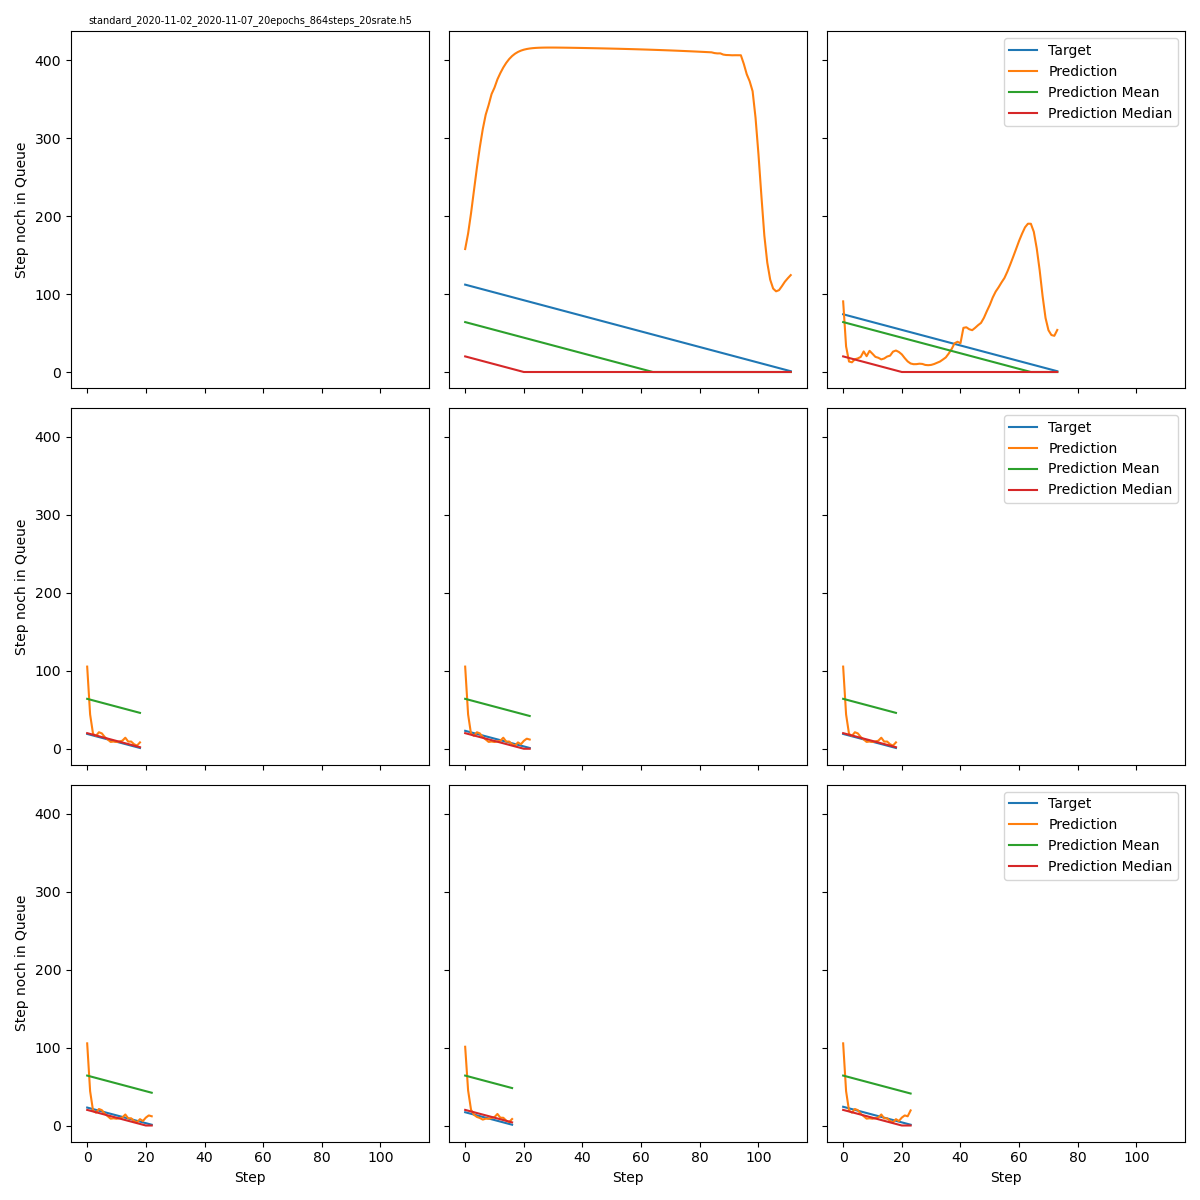 standard_2020-11-02_2020-11-07_20epochs_864steps_20srate.h5
400
300
200
100
0
Step noch in Queue
Target
Prediction
Prediction Mean
Prediction Median
400
300
200
100
0
Step noch in Queue
Target
Prediction
Prediction Mean
Prediction Median
400
300
200
100
0
Step noch in Queue
Target
Prediction
Prediction Mean
Prediction Median
0 20 40 60 80 100
0 20 40 60 80 100
0 20 40 60 80 100
Step
Step
Step